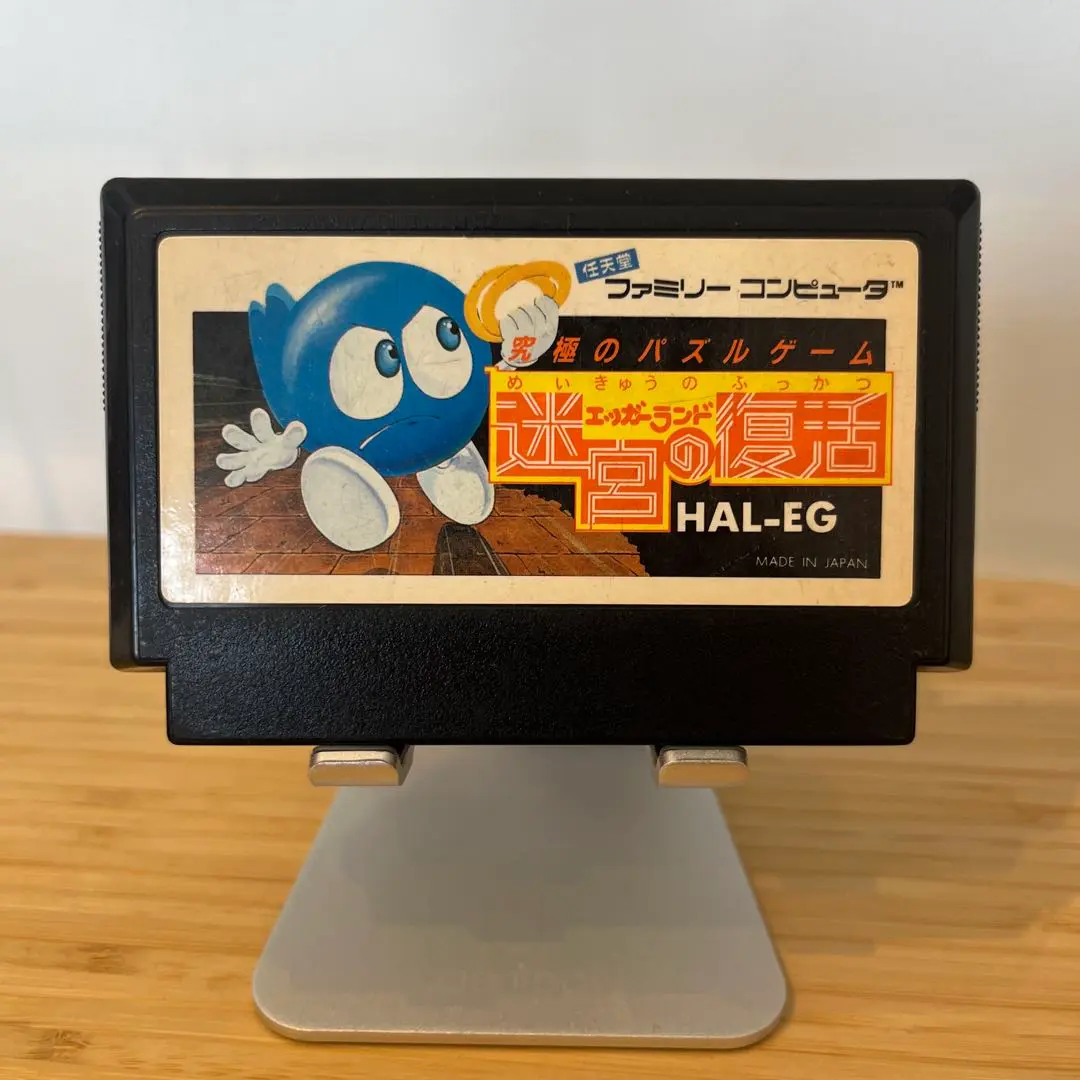 任天堂
ファミリー コンピュータ™
究極のパズルゲーム
めいきゅうの ふっかつ
エッガーランド
迷宮の復活
HAL-EG
MADE IN JAPAN